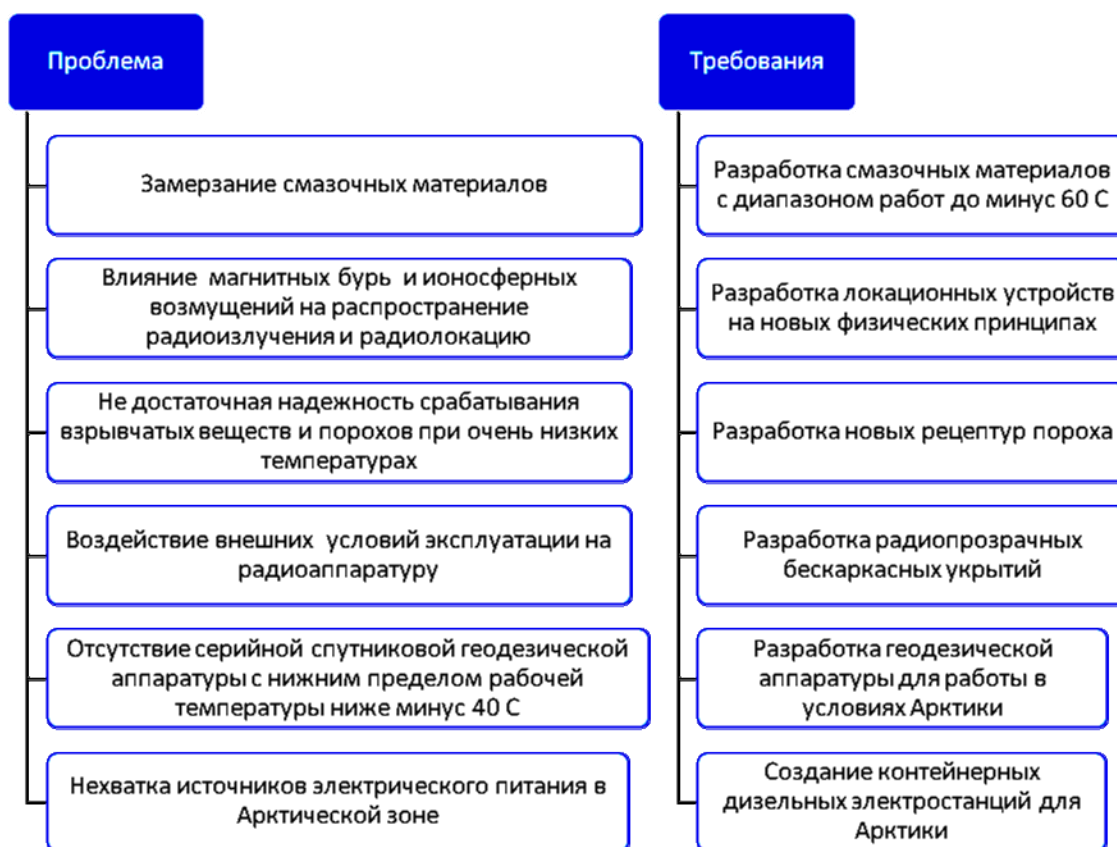 Проблема
Замерзание смазочных материалов
Влияние магнитных бурь и ионосферных
возмущений на распространение
радиоизлучения и радиолокацию
Не достаточная надежность срабатывания
взрывчатых веществ и порохов при очень низких
температурах
Воздействие внешних условий эксплуатации на
радиоаппаратуру
Отсутствие серийной спутниковой геодезической
аппаратуры с нижним пределом рабочей
температуры ниже минус 40 С
Нехватка источников электрического питания в
Арктической зоне
Требования
Разработка смазочных материалов
с диапазоном работ до минус 60 С
Разработка локационных устройств
на новых физических принципах
Разработка новых рецептур пороха
Разработка радиопрозрачных
бескаркасных укрытий
Разработка геодезической
аппаратуры для работы в
условиях Арктики
Создание контейнерных
дизельных электростанций для
Арктики